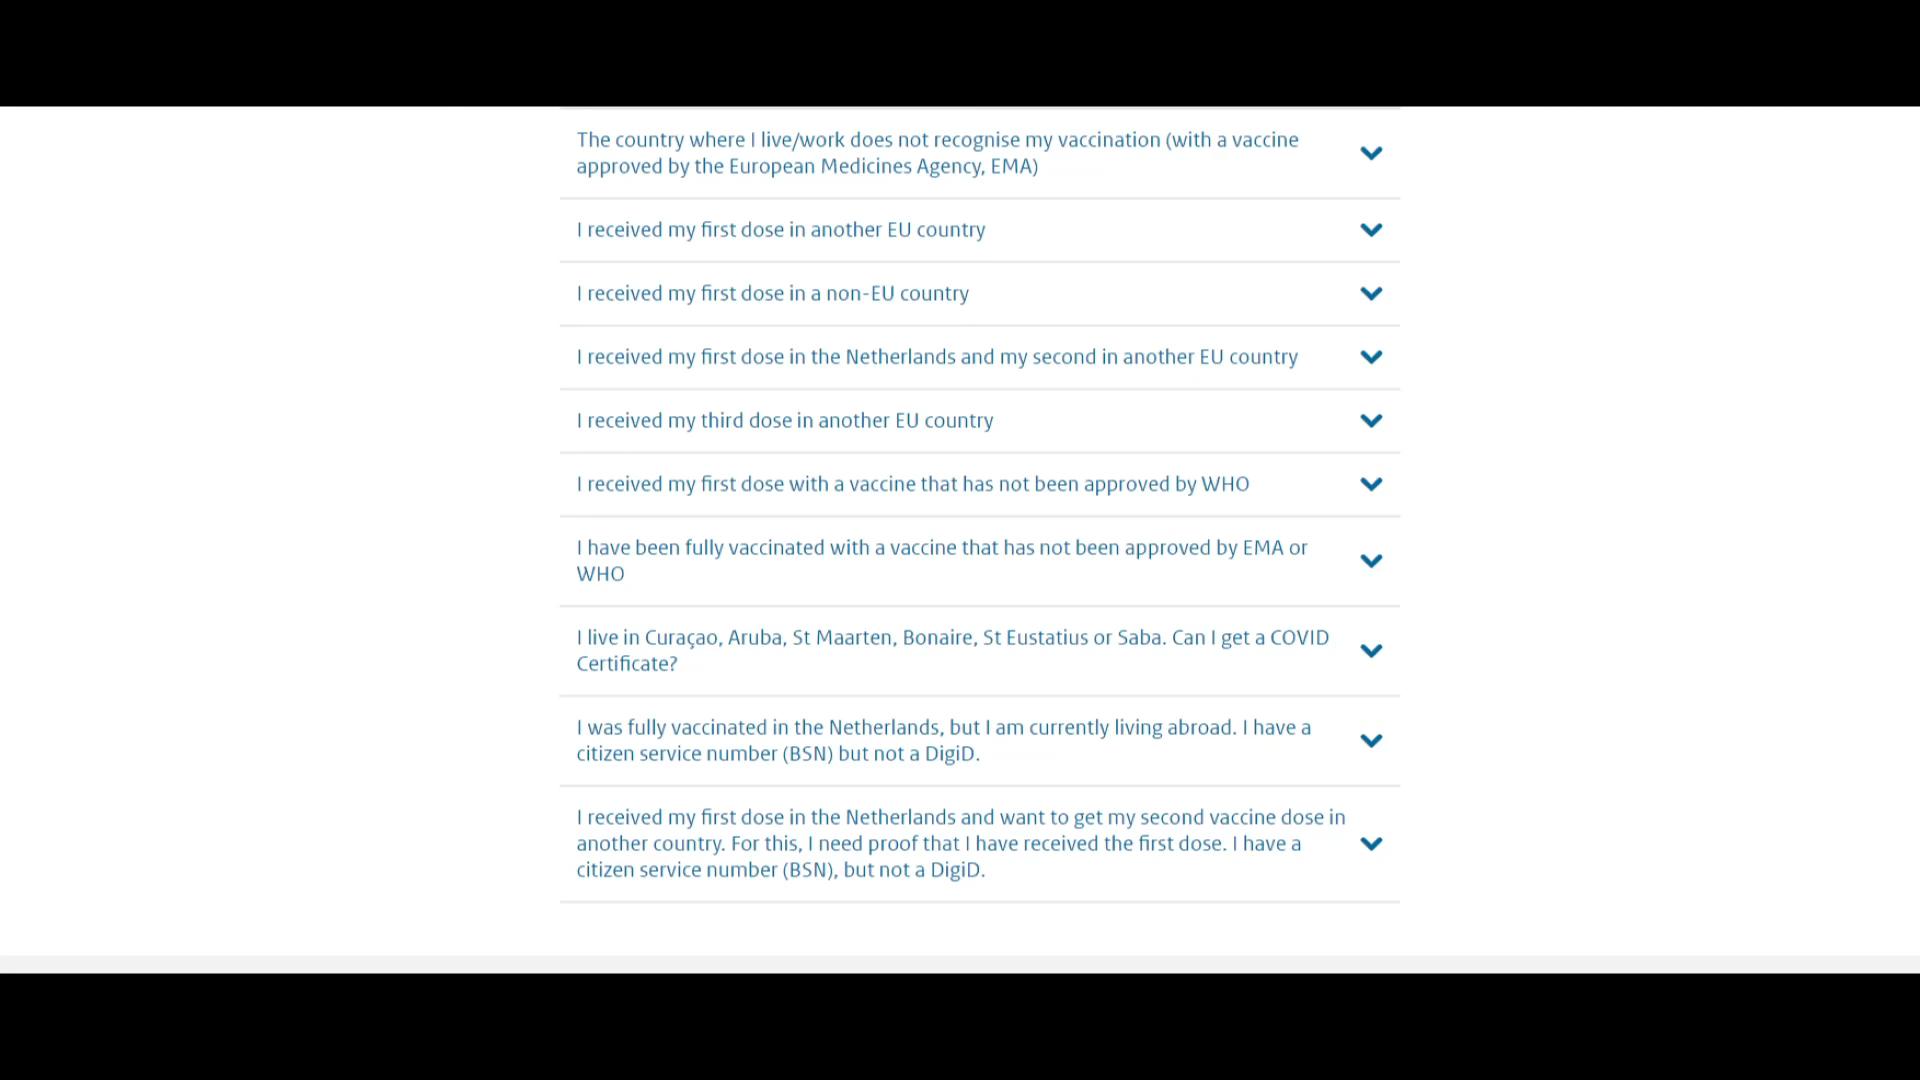 The country where I live/work does not recognise my vaccination (with a vaccine
approved by the European Medicines Agency, EMA)
I received my first dose in another EU country
I received my first dose in a non-EU country
I received my first dose in the Netherlands and my second in another EU country
I received my third dose in another EU country
I received my first dose with a vaccine that has not been approved by WHO
I have been fully vaccinated with a vaccine that has not been approved by EMA or
WHO
I live in Curaçao, Aruba, St Maarten, Bonaire, St Eustatius or Saba. Can I get a COVID
Certificate?
I was fully vaccinated in the Netherlands, but I am currently living abroad. I have a
citizen service number (BSN) but not a DigiD.
I received my first dose in the Netherlands and want to get my second vaccine dose in
another country. For this, I need proof that I have received the first dose. I have a
citizen service number (BSN), but not a DigiD.